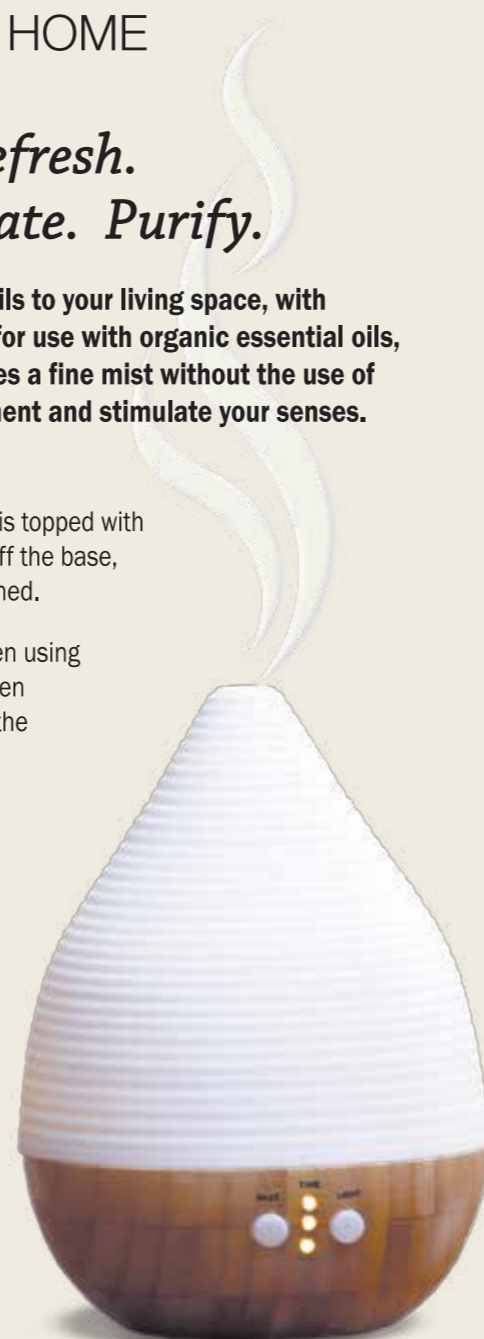 HOME
efresh.
ate. Purify.
ils to your living space, with
for use with organic essential oils,
es a fine mist without the use of
nent and stimulate your senses.
is topped with
ff the base,
ned.
en using
en
the
TIME
MIST
LIGHT